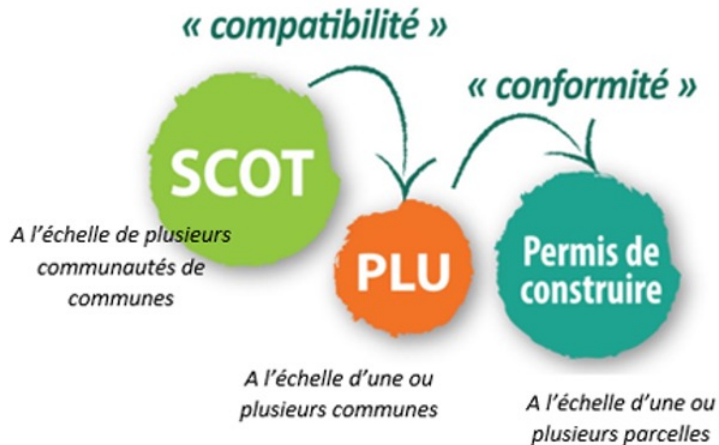 « compatibilité »
« conformité »
SCOT
A l'échelle de plusieurs
communautés de
communes
PLU
A l'échelle d'une ou
plusieurs communes
Permis de
construire
A l'échelle d'une ou
plusieurs parcelles